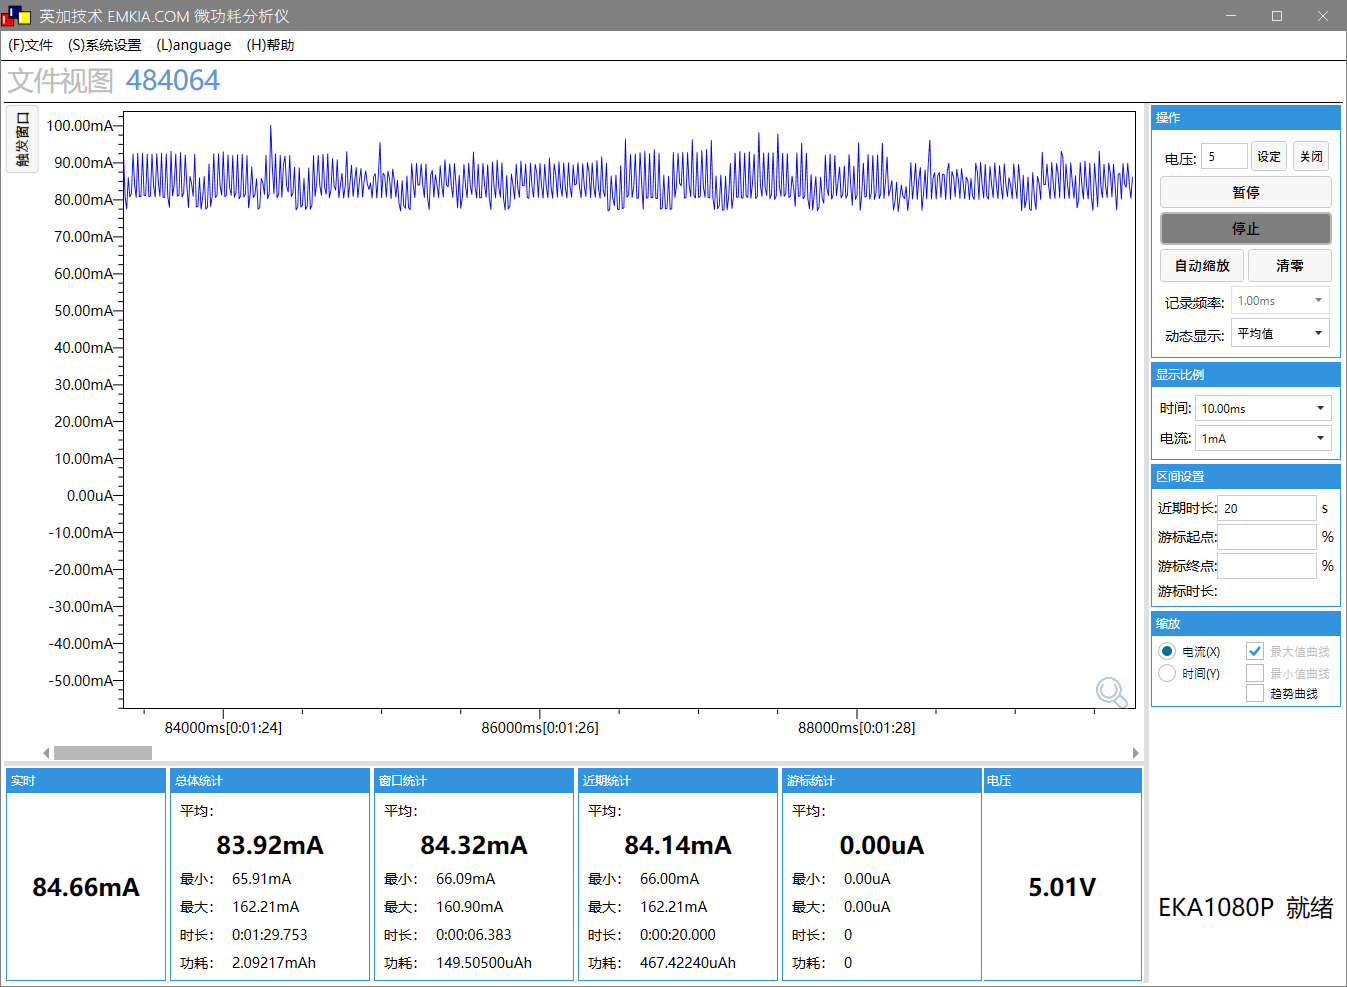 英加技术 EMKIA.COM 微功耗分析仪
(F)文件 (S)系统设置 (L)anguage (H)帮助
文件视图 484064
触发窗口
100.00mA
90.00mA
80.00mA
70.00mA
60.00mA
50.00mA
40.00mA
30.00mA
20.00mA
10.00mA
0.00uA
-10.00mA
-20.00mA
-30.00mA
-40.00mA
-50.00mA
84000ms[0:01:24] 86000ms[0:01:26] 88000ms[0:01:28]
操作
电压: 5 设定 关闭
暂停
停止
自动缩放 清零
记录频率: 1.00ms
动态显示: 平均值
显示比例
时间: 10.00ms
电流: 1mA
区间设置
近期时长: 20 s
游标起点: %
游标终点: %
游标时长:
缩放
电流(X) 最大值曲线
时间(Y) 最小值曲线
趋势曲线
实时
84.66mA
总体统计
平均:
83.92mA
最小: 65.91mA
最大: 162.21mA
时长: 0:01:29.753
功耗: 2.09217mAh
窗口统计
平均:
84.32mA
最小: 66.09mA
最大: 160.90mA
时长: 0:00:06.383
功耗: 149.50500uAh
近期统计
平均:
84.14mA
最小: 66.00mA
最大: 162.21mA
时长: 0:00:20.000
功耗: 467.42240uAh
游标统计
平均:
0.00uA
最小: 0.00uA
最大: 0.00uA
时长: 0
功耗: 0
电压
5.01V
EKA1080P 就绪